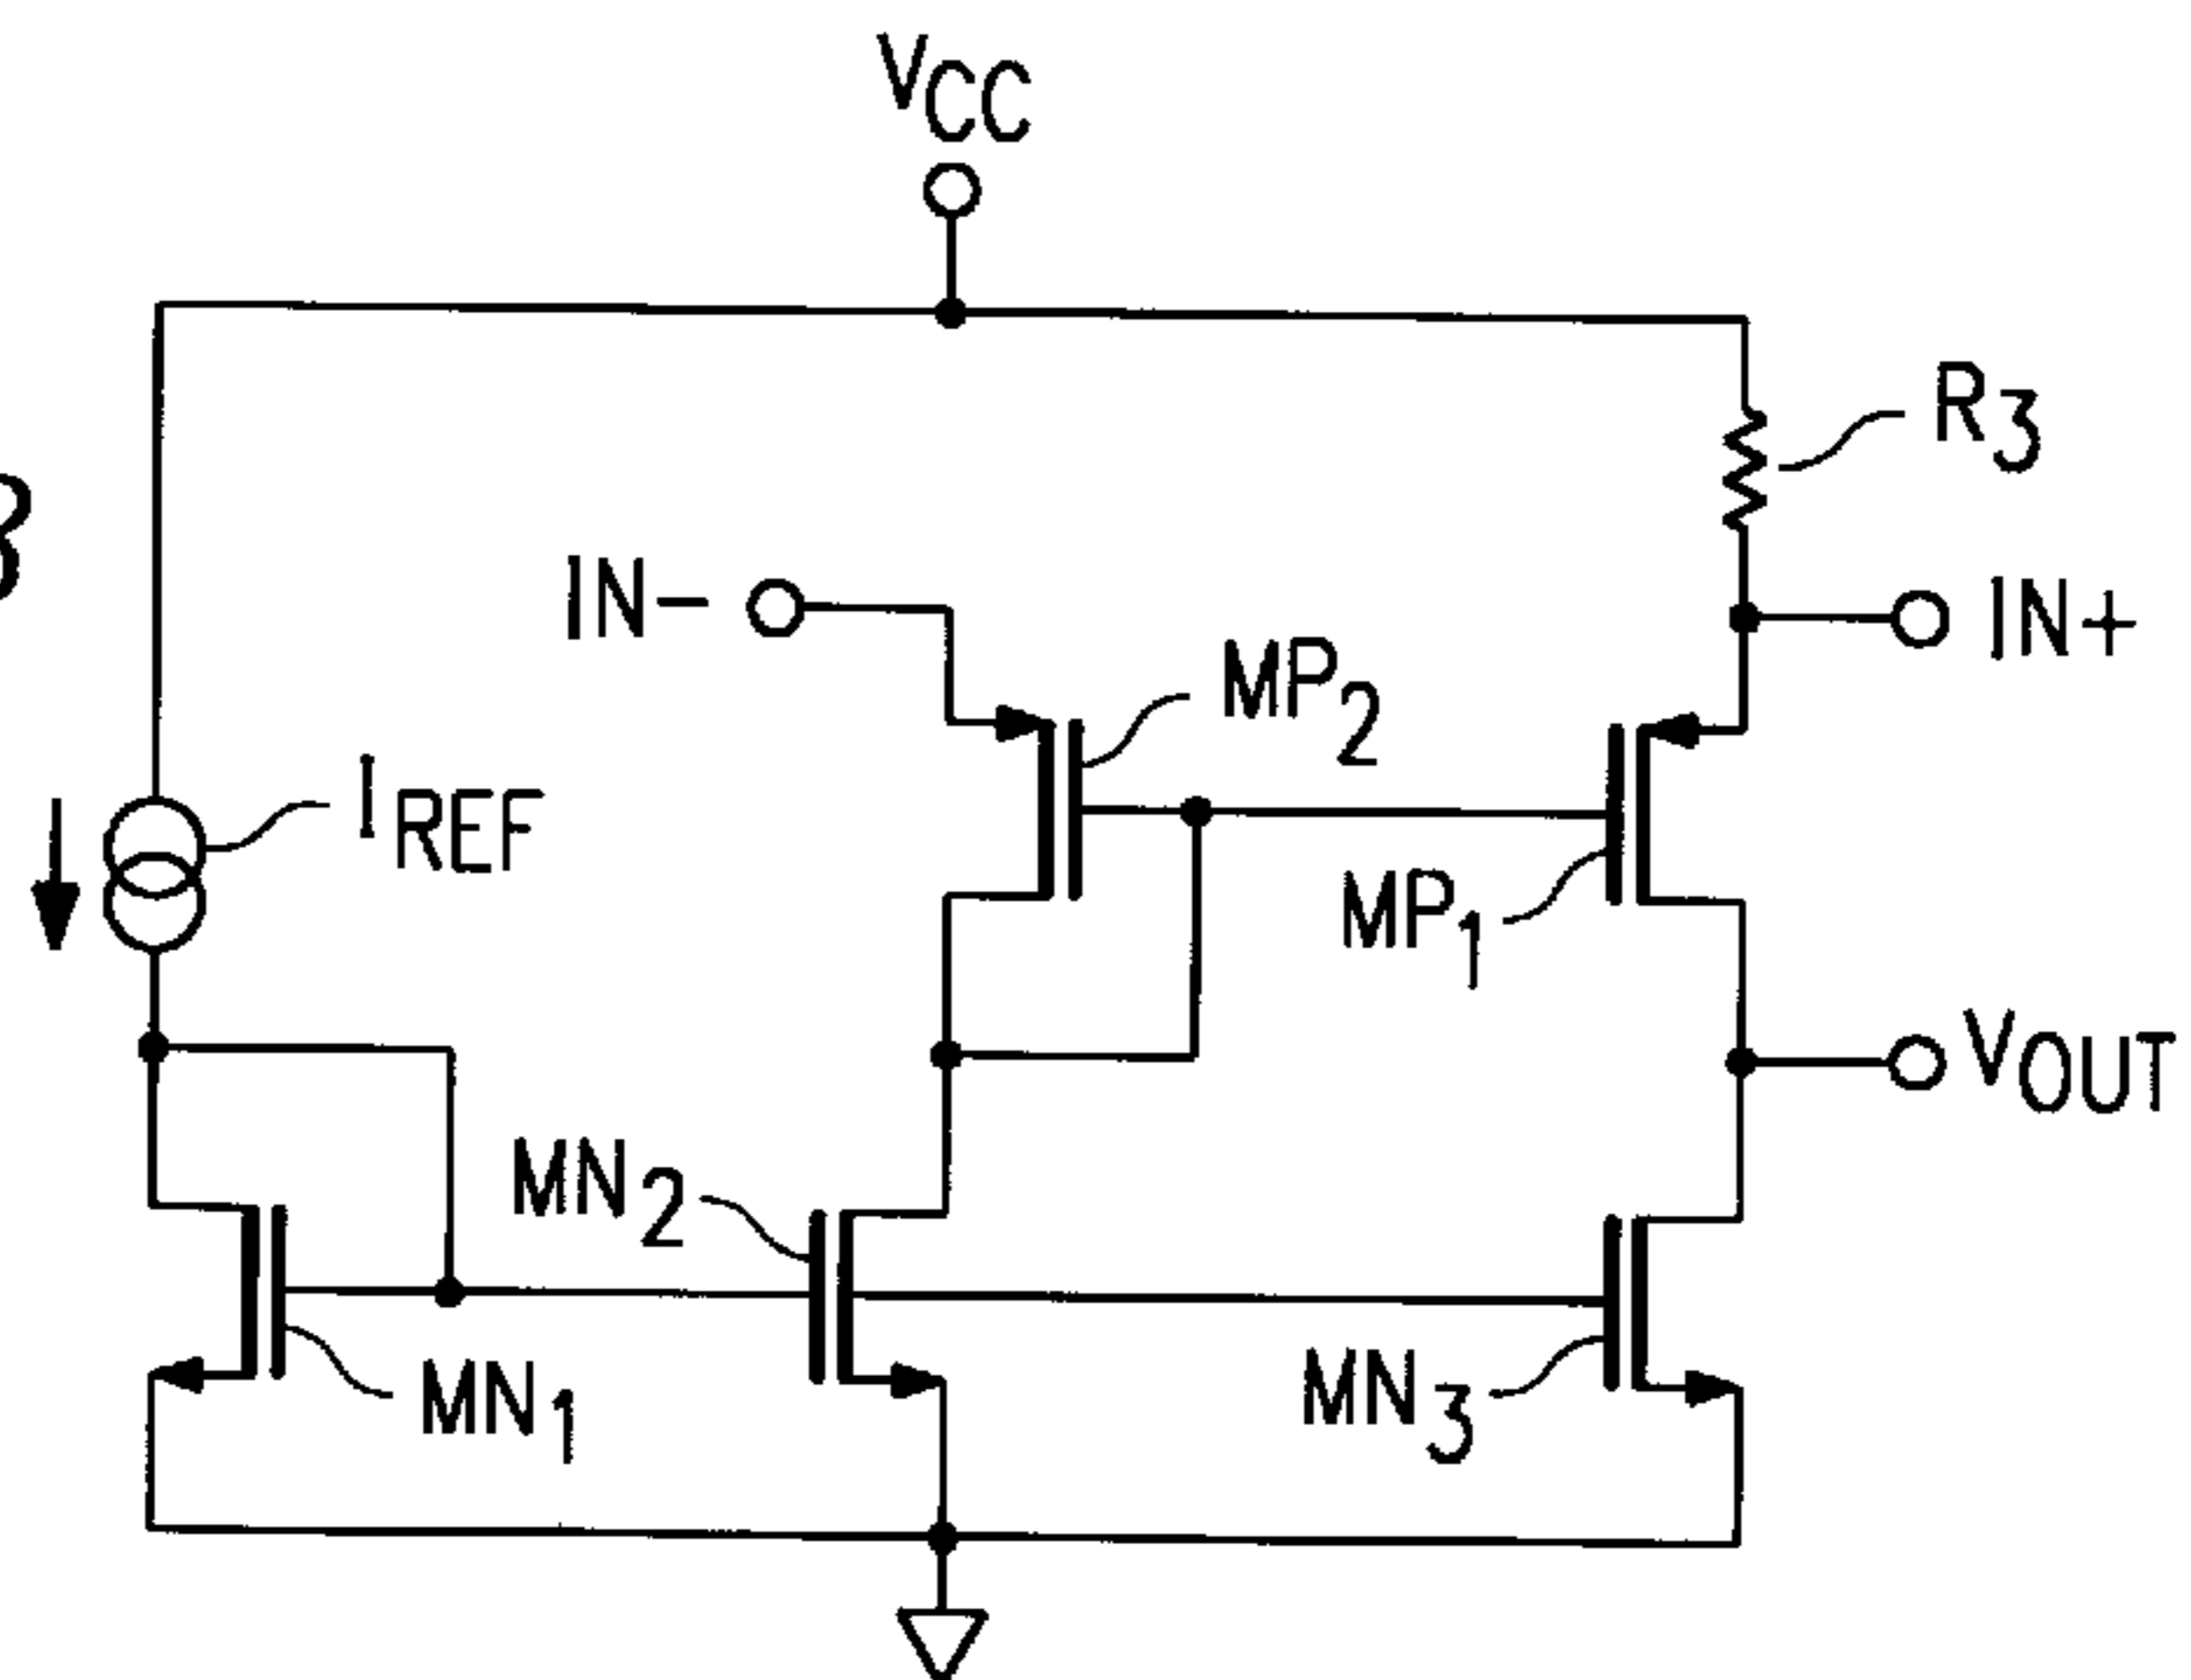 VCC
R3
IN-
IN+
MP2
IREF
MP1
VOUT
MN2
MN1
MN3